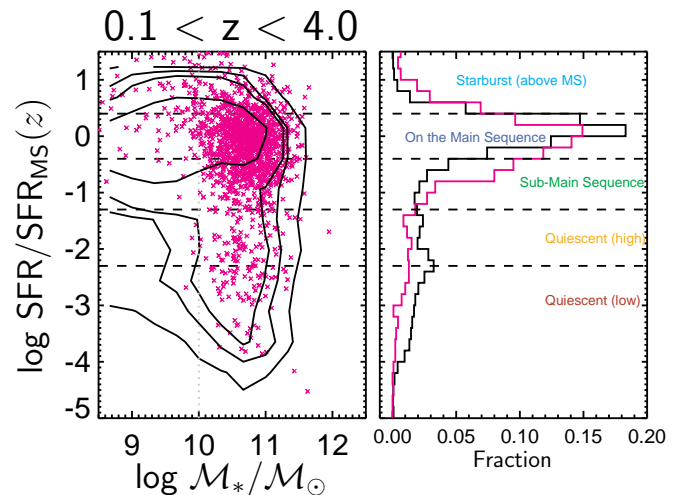 0.1 < z < 4.0
1
0
-1
-2
-3
-4
-5
log SFR/SFR_MS(z)
9 10 11 12
log M_*/M_⊙
Starburst (above MS)
On the Main Sequence
Sub-Main Sequence
Quiescent (high)
Quiescent (low)
0.00 0.05 0.10 0.15 0.20
Fraction